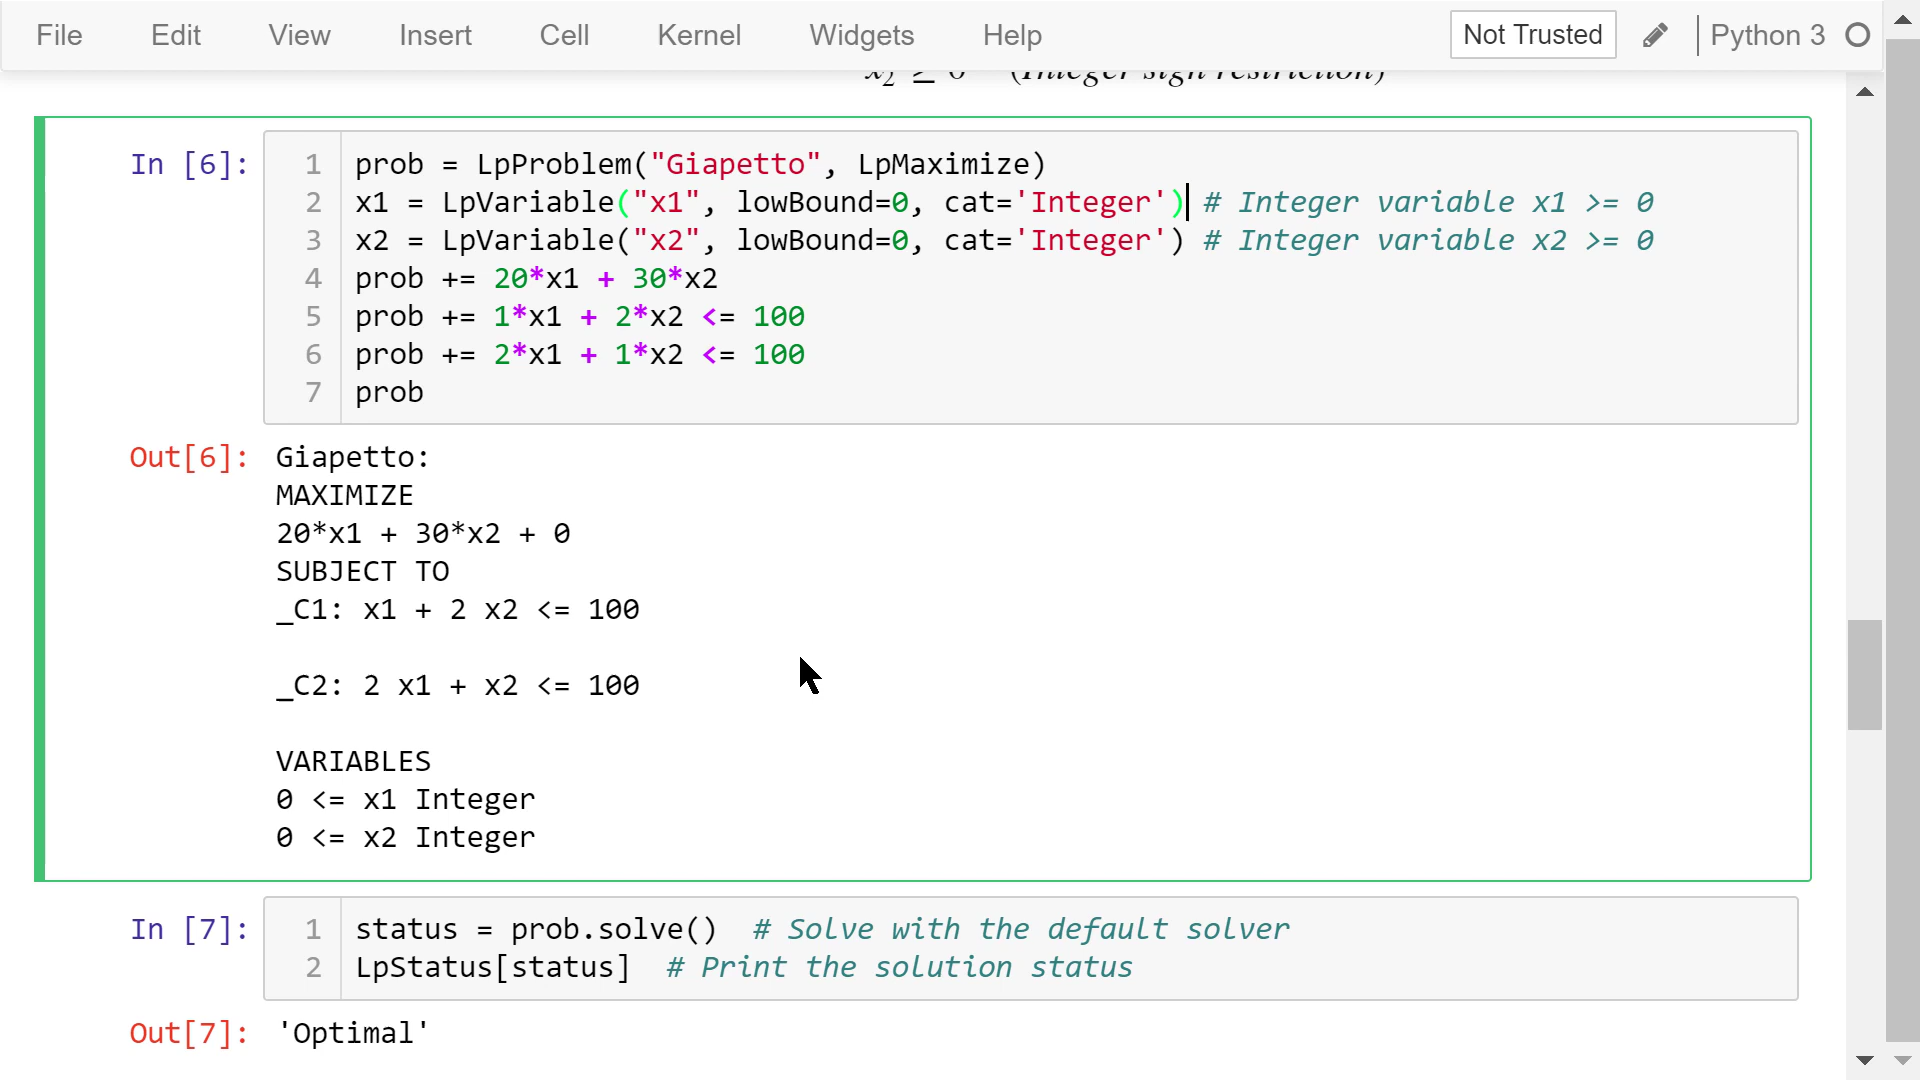 File Edit View Insert Cell Kernel Widgets Help Not Trusted Python 3
x2 ≥ 0 (Integer sign restriction)
In [6]:
1 prob = LpProblem("Giapetto", LpMaximize)
2 x1 = LpVariable("x1", lowBound=0, cat='Integer') # Integer variable x1 >= 0
3 x2 = LpVariable("x2", lowBound=0, cat='Integer') # Integer variable x2 >= 0
4 prob += 20*x1 + 30*x2
5 prob += 1*x1 + 2*x2 <= 100
6 prob += 2*x1 + 1*x2 <= 100
7 prob
Out[6]: Giapetto:
MAXIMIZE
20*x1 + 30*x2 + 0
SUBJECT TO
_C1: x1 + 2 x2 <= 100
_C2: 2 x1 + x2 <= 100
VARIABLES
0 <= x1 Integer
0 <= x2 Integer
In [7]:
1 status = prob.solve()  # Solve with the default solver
2 LpStatus[status]  # Print the solution status
Out[7]: 'Optimal'